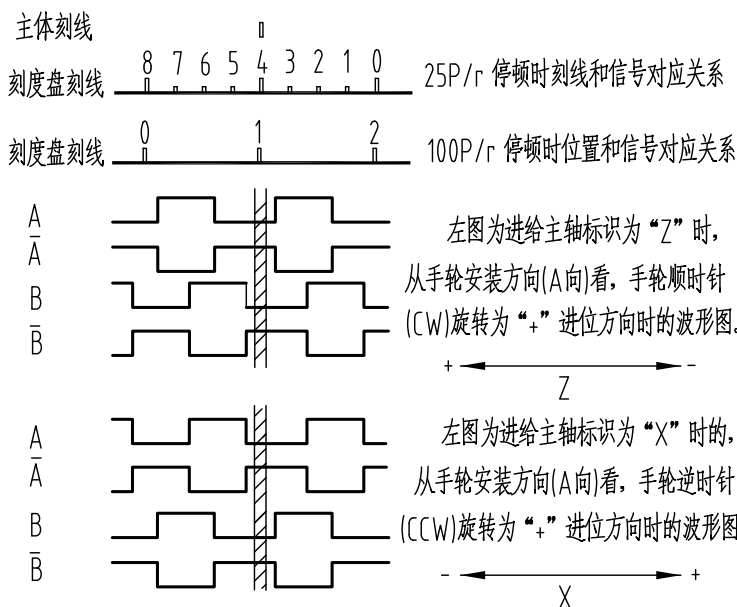 主体刻线
8 7 6 5 4 3 2 1 0
刻度盘刻线
25P/r 停顿时刻线和信号对应关系
0 1 2
刻度盘刻线
100P/r 停顿时位置和信号对应关系
A
A̅
B
B̅
左图为进给主轴标识为“Z”时,
从手轮安装方向(A向)看, 手轮顺时针
(CW)旋转为“+”进位方向时的波形图.
+ -
Z
A
A̅
B
B̅
左图为进给主轴标识为“X”时的,
从手轮安装方向(A向)看, 手轮逆时针
(CCW)旋转为“+”进位方向时的波形图
- +
X